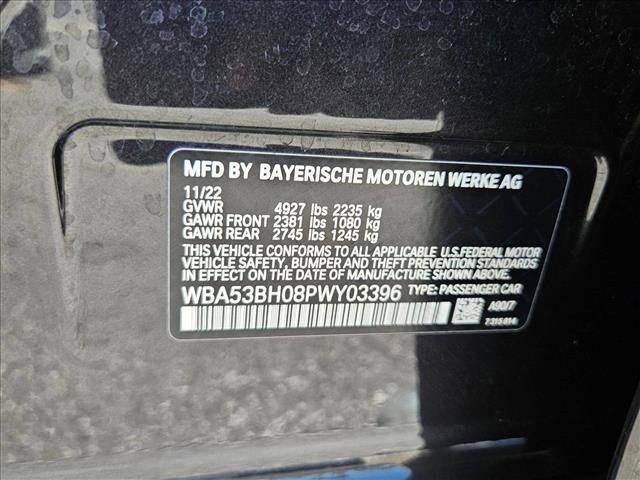 MFD BY BAYERISCHE MOTOREN WERKE AG
11/22
GVWR 4927 lbs 2235 kg
GAWR FRONT 2381 lbs 1080 kg
GAWR REAR 2745 lbs 1245 kg
THIS VEHICLE CONFORMS TO ALL APPLICABLE U.S.FEDERAL MOTOR
VEHICLE SAFETY, BUMPER AND THEFT PREVENTION STANDARDS
IN EFFECT ON THE DATE OF MANUFACTURE SHOWN ABOVE.
WBA53BH08PWY03396 TYPE: PASSENGER CAR
A90/7
7 315 014